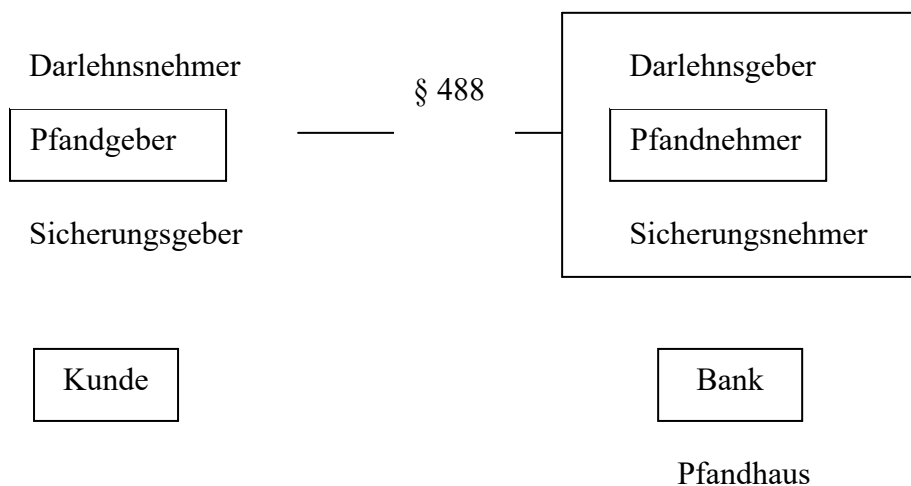 Darlehnsnehmer
§ 488
Darlehnsgeber
Pfandgeber
Pfandnehmer
Sicherungsgeber
Sicherungsnehmer
Kunde
Bank
Pfandhaus